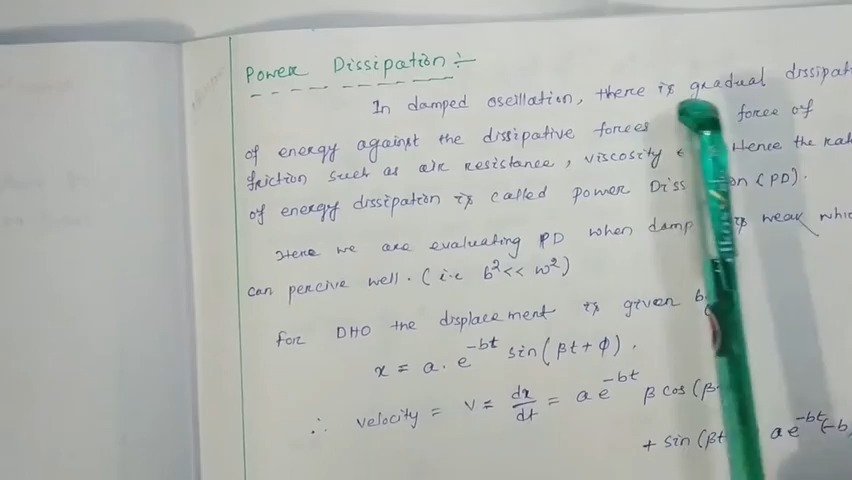 Power Dissipation :-
In damped oscillation, there is gradual dissipat
of energy against the dissipative forces force of
friction such as air resistance, viscosity Hence the rat
of energy dissipation is called power Diss on (PD).
Here we are evaluating PD when damp is weak whic
can percive well. (i.e b² << w²)
for DHO the displacement is given b
x = a. e^-bt sin(βt + φ).
∴ velocity = v = dx/dt = a e^-bt β cos(β
+ sin(βt a e^-bt(-b